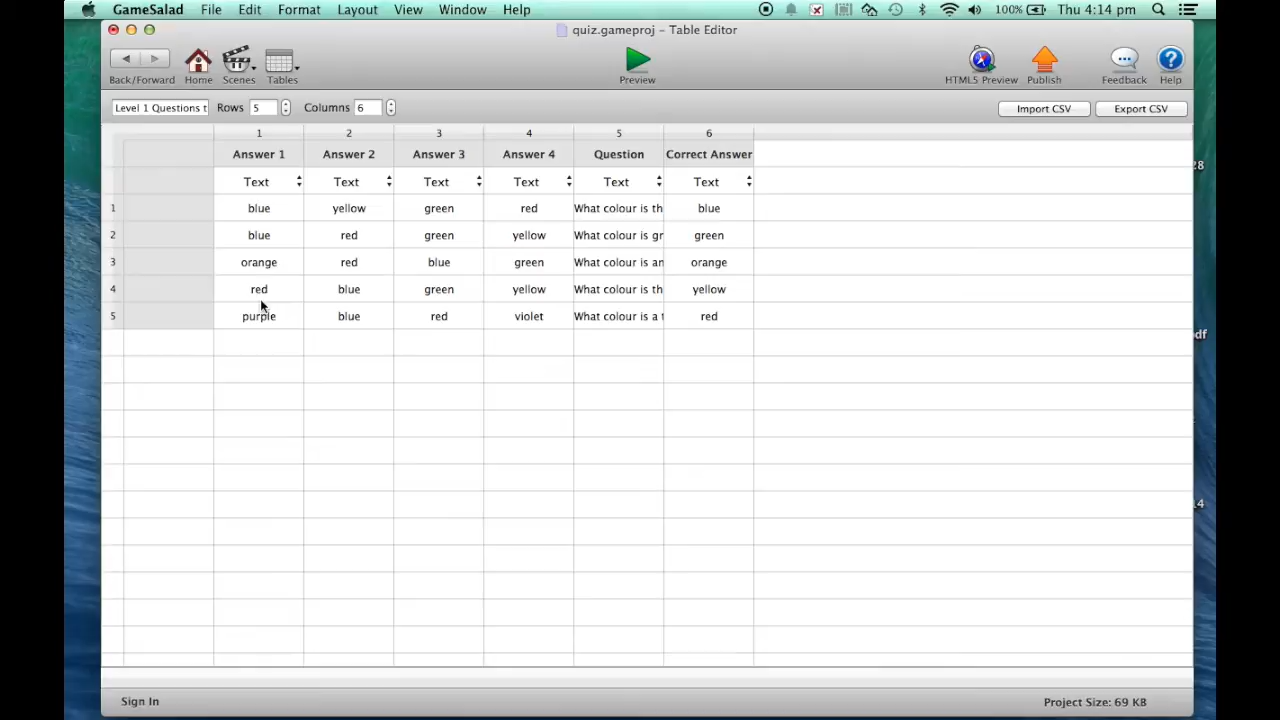 GameSalad File Edit Format Layout View Window Help 100% Thu 4:14 pm
quiz.gameproj – Table Editor
Back/Forward Home Scenes Tables Preview HTML5 Preview Publish Feedback Help
Level 1 Questions t Rows 5 Columns 6 Import CSV Export CSV
1 2 3 4 5 6
Answer 1 Answer 2 Answer 3 Answer 4 Question Correct Answer
Text Text Text Text Text Text
1 blue yellow green red What colour is th blue
2 blue red green yellow What colour is gr green
3 orange red blue green What colour is an orange
4 red blue green yellow What colour is th yellow
5 purple blue red violet What colour is a t red
28
df
14
Sign In Project Size: 69 KB